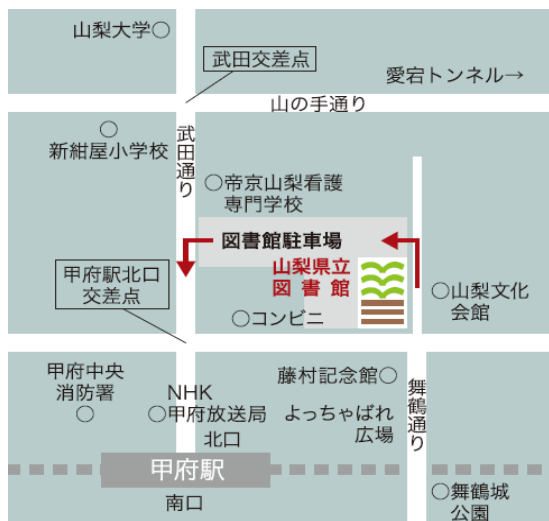 山梨大学○
武田交差点
愛宕トンネル→
山の手通り
○
新紺屋小学校
武田通り
○帝京山梨看護
専門学校
図書館駐車場
山梨県立
図書館
甲府駅北口
交差点
○コンビニ
○山梨文化
会館
甲府中央
消防署
○
NHK
○甲府放送局
北口
藤村記念館○
よっちゃばれ
広場
舞鶴通り
甲府駅
南口
○舞鶴城
公園